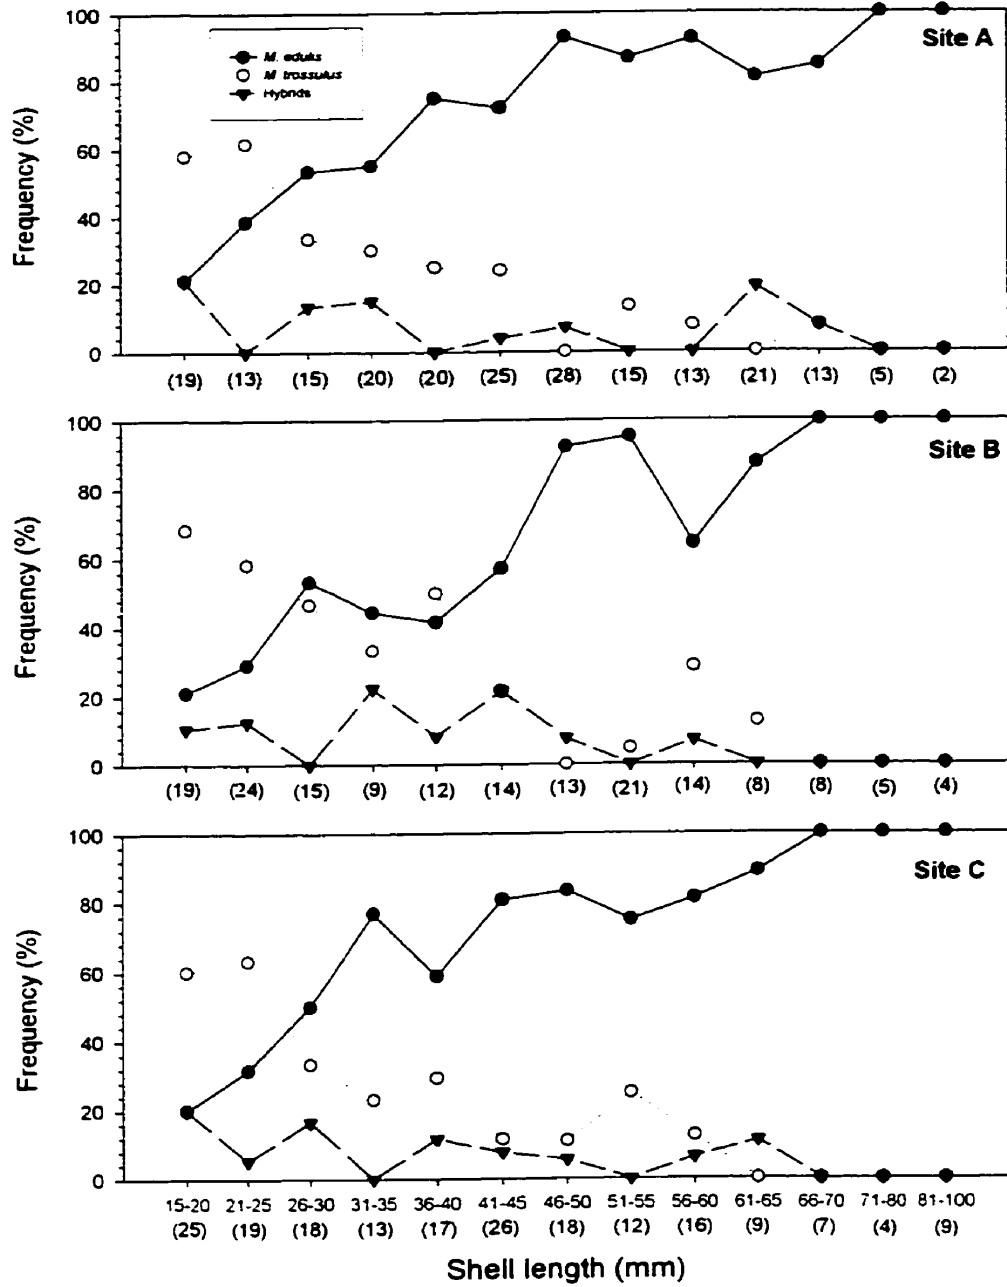 100
80
60
40
20
0
Frequency (%)
M. edulis
M. trossulus
Hybrids
Site A
(19) (13) (15) (20) (20) (25) (28) (15) (13) (21) (13) (5) (2)
100
80
60
40
20
0
Frequency (%)
Site B
(19) (24) (15) (9) (12) (14) (13) (21) (14) (8) (8) (5) (4)
100
80
60
40
20
0
Frequency (%)
Site C
15-20 21-25 26-30 31-35 36-40 41-45 46-50 51-55 56-60 61-65 66-70 71-80 81-100
(25) (19) (18) (13) (17) (26) (18) (12) (16) (9) (7) (4) (9)
Shell length (mm)